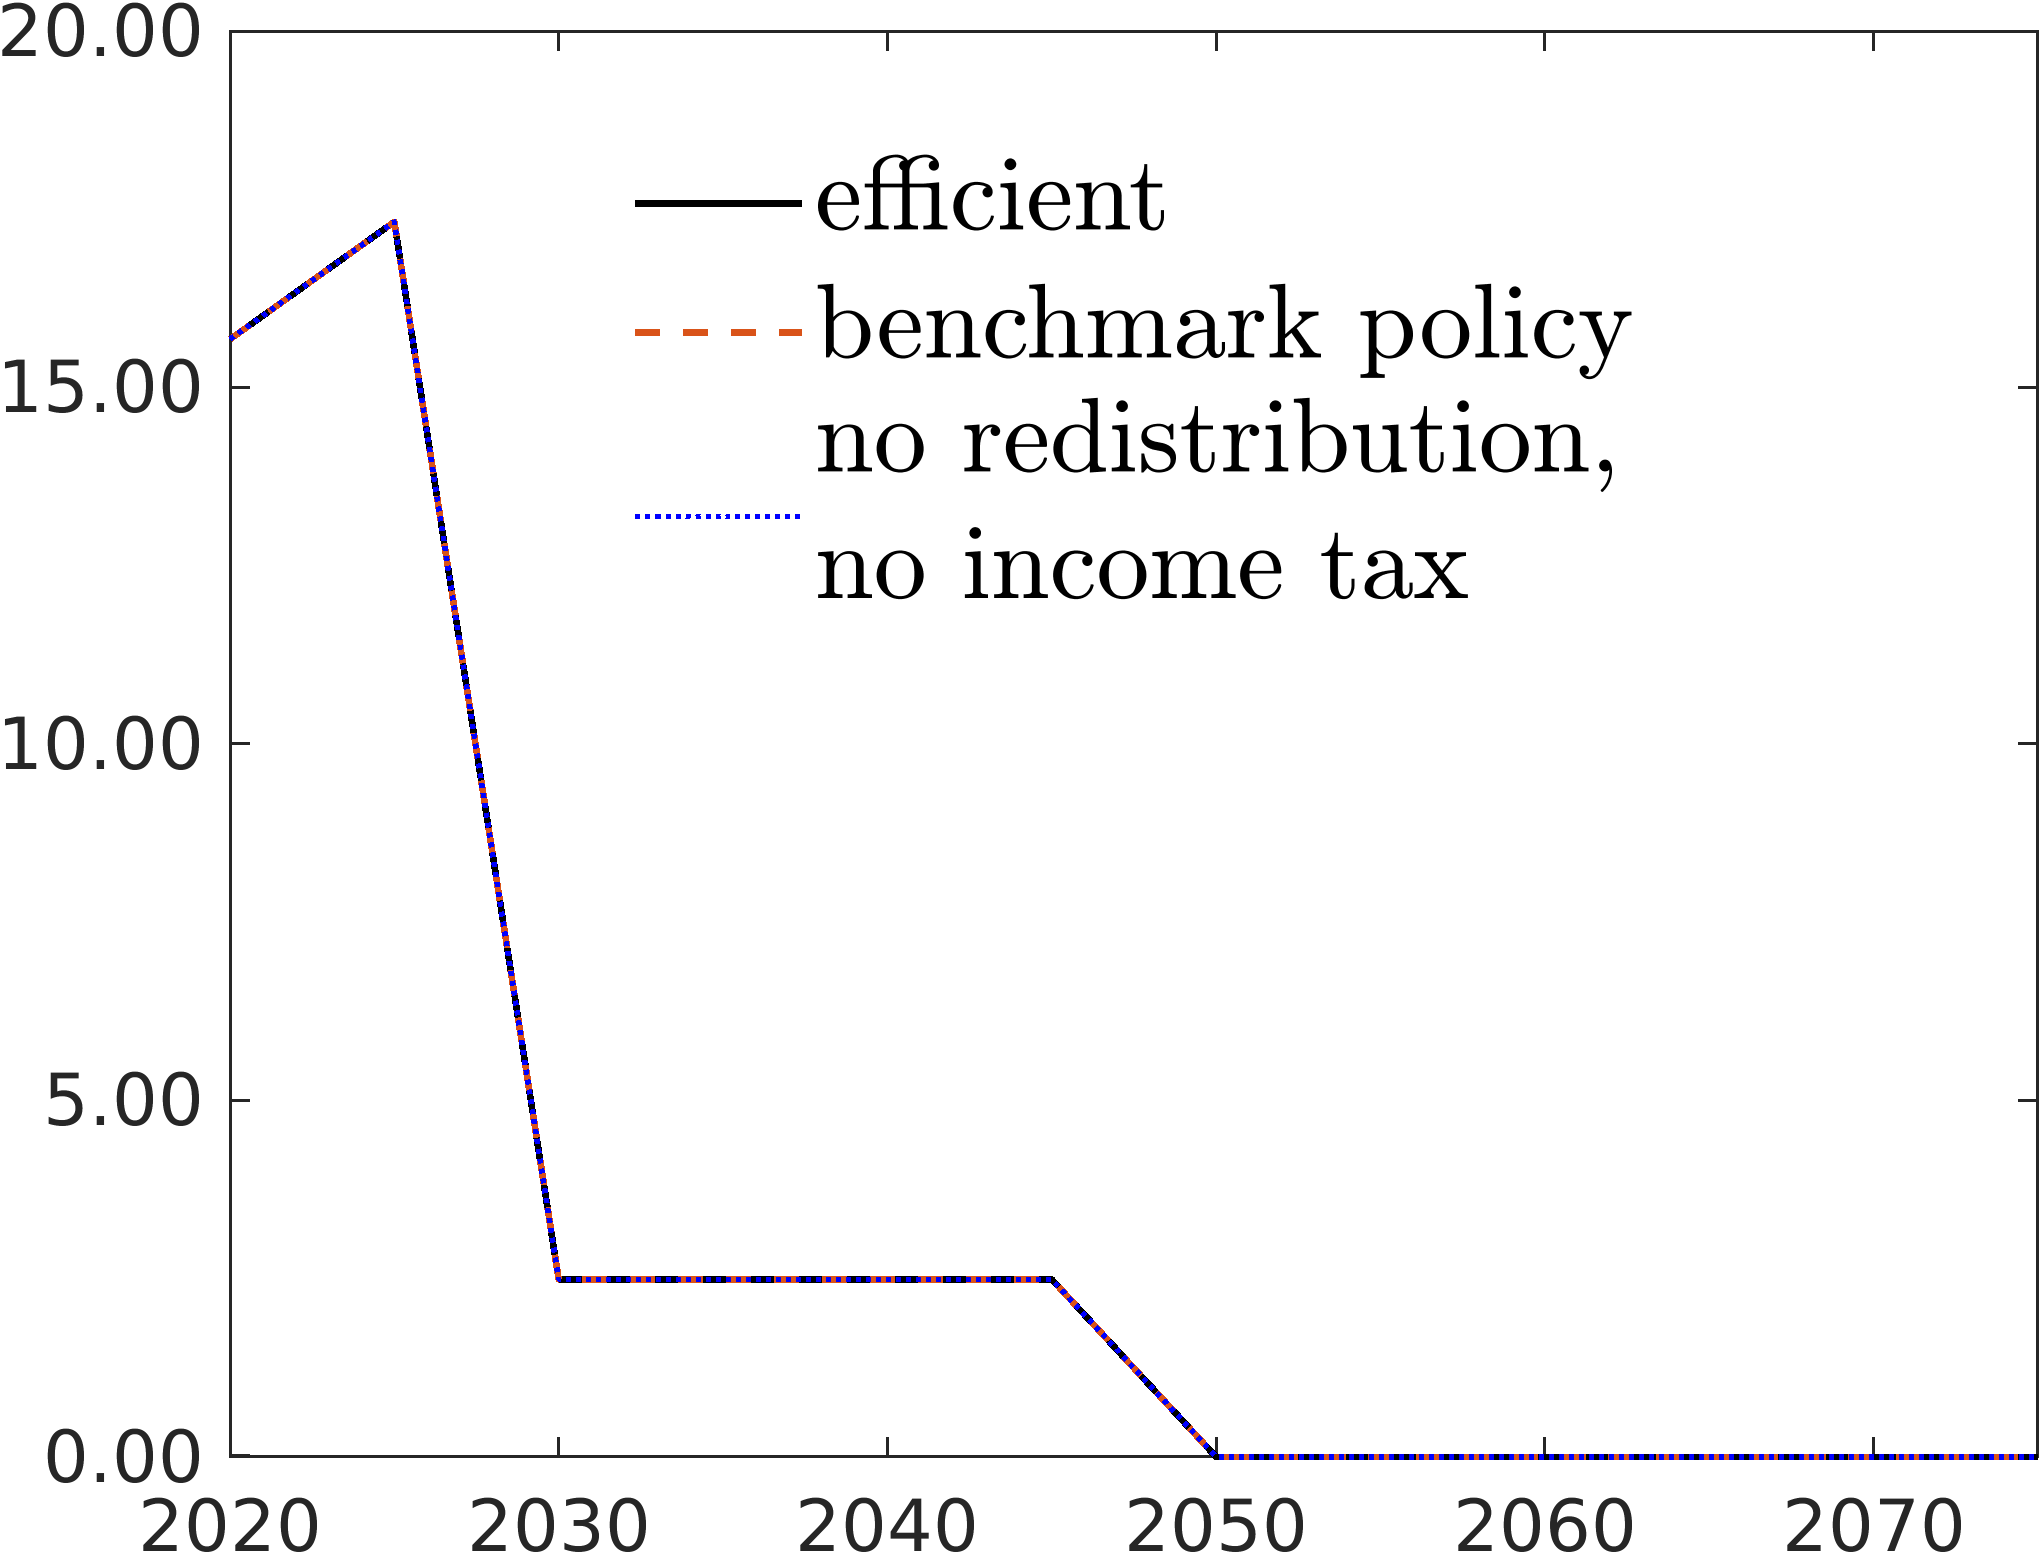 20.00
efficient
benchmark policy
15.00
no redistribution,
no income tax
10.00
5.00
0.00
2020 2030 2040 2050 2060 2070